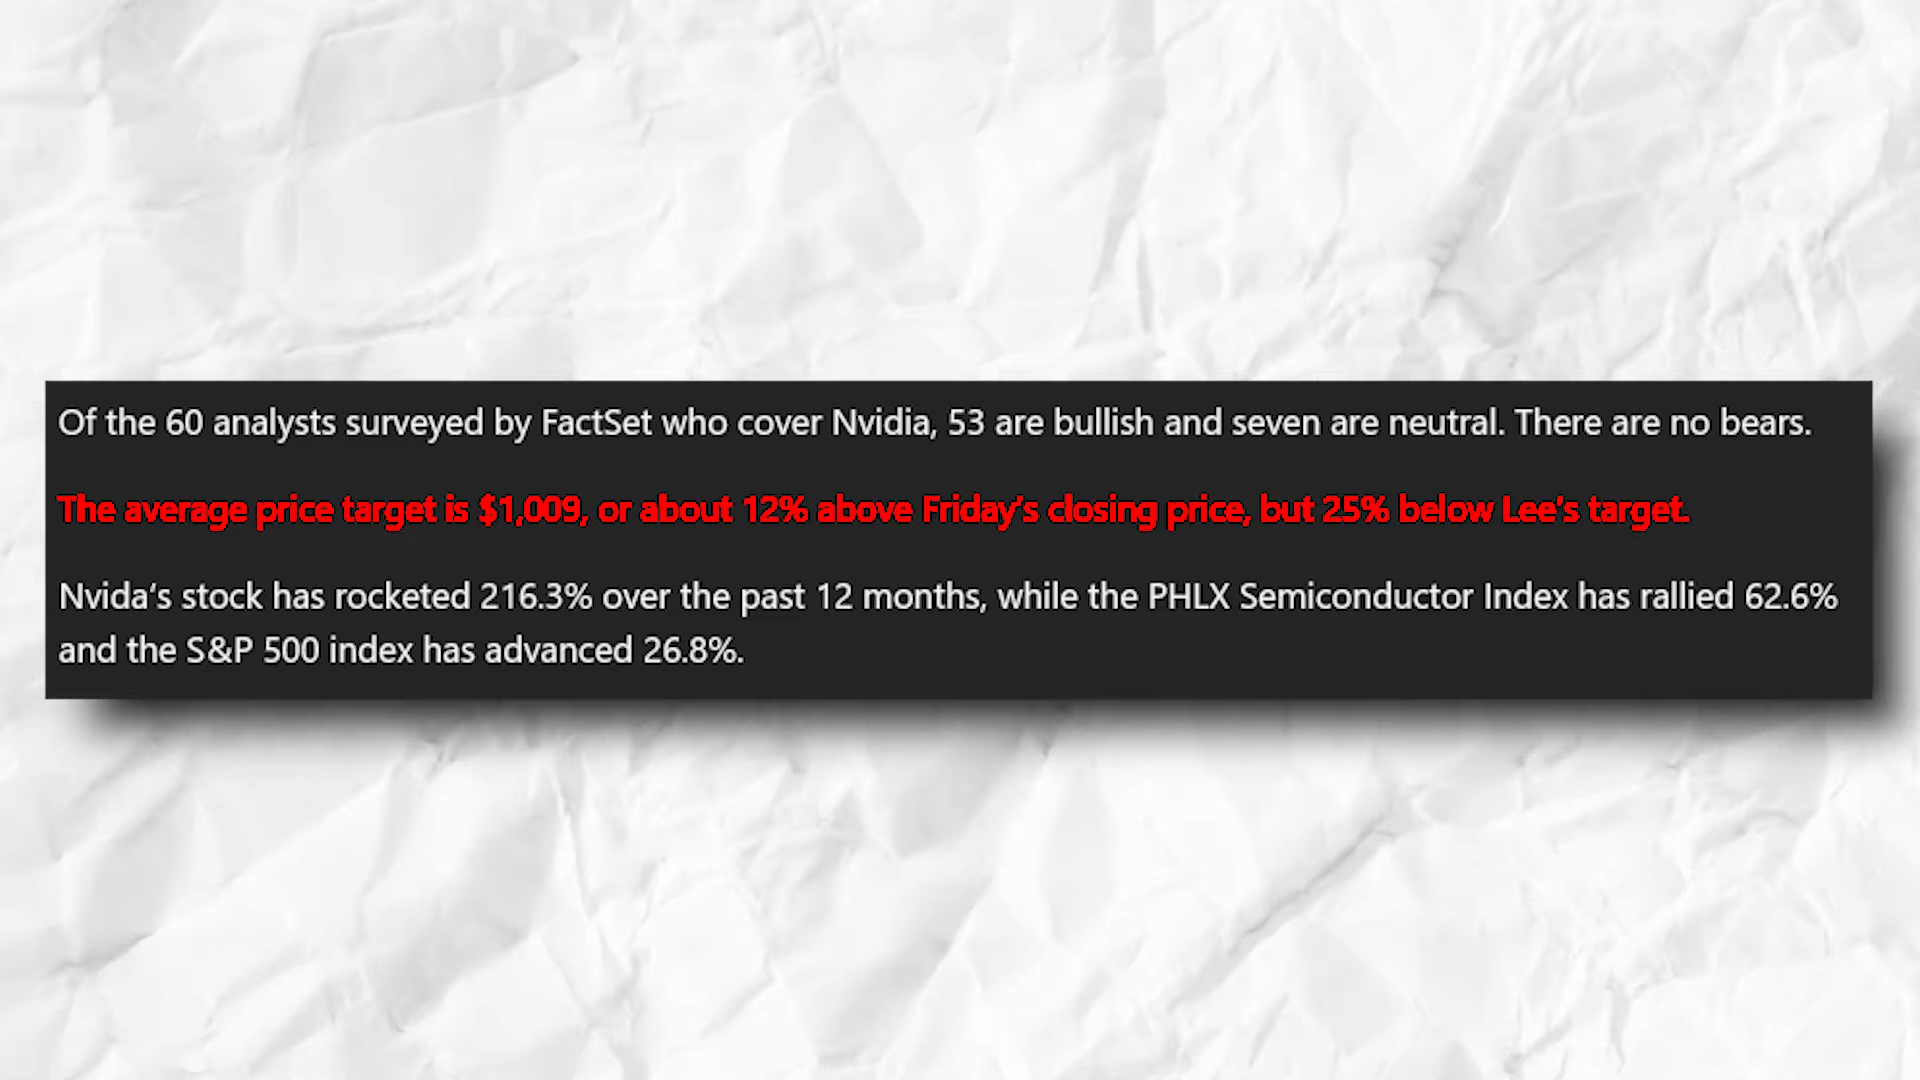 Of the 60 analysts surveyed by FactSet who cover Nvidia, 53 are bullish and seven are neutral. There are no bears.
The average price target is $1,009, or about 12% above Friday's closing price, but 25% below Lee's target.
Nvida’s stock has rocketed 216.3% over the past 12 months, while the PHLX Semiconductor Index has rallied 62.6%
and the S&P 500 index has advanced 26.8%.